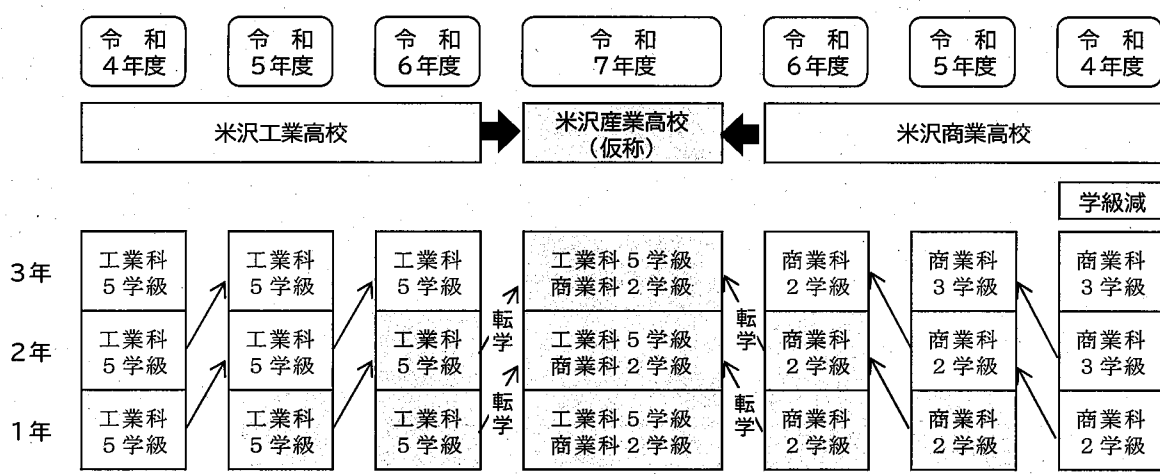 令和
4年度
令和
5年度
令和
6年度
令和
7年度
令和
6年度
令和
5年度
令和
4年度
米沢工業高校
米沢産業高校
(仮称)
米沢商業高校
学級減
3年
工業科
5学級
工業科
5学級
工業科
5学級
転学
工業科5学級
商業科2学級
転学
商業科
2学級
商業科
3学級
商業科
3学級
2年
工業科
5学級
工業科
5学級
工業科
5学級
転学
工業科5学級
商業科2学級
転学
商業科
2学級
商業科
2学級
商業科
3学級
1年
工業科
5学級
工業科
5学級
工業科
5学級
工業科5学級
商業科2学級
商業科
2学級
商業科
2学級
商業科
2学級